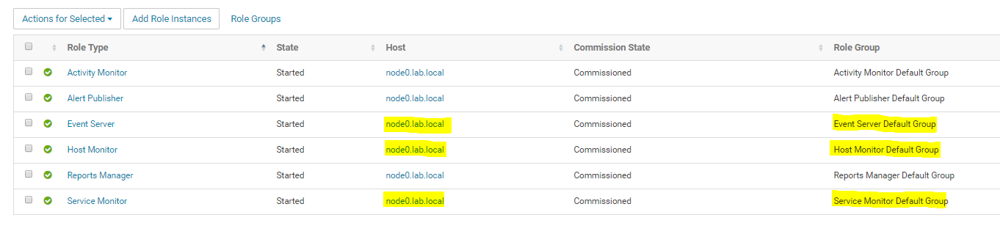 Actions for Selected Add Role Instances Role Groups
Role Type State Host Commission State Role Group
Activity Monitor Started node0.lab.local Commissioned Activity Monitor Default Group
Alert Publisher Started node0.lab.local Commissioned Alert Publisher Default Group
Event Server Started node0.lab.local Commissioned Event Server Default Group
Host Monitor Started node0.lab.local Commissioned Host Monitor Default Group
Reports Manager Started node0.lab.local Commissioned Reports Manager Default Group
Service Monitor Started node0.lab.local Commissioned Service Monitor Default Group